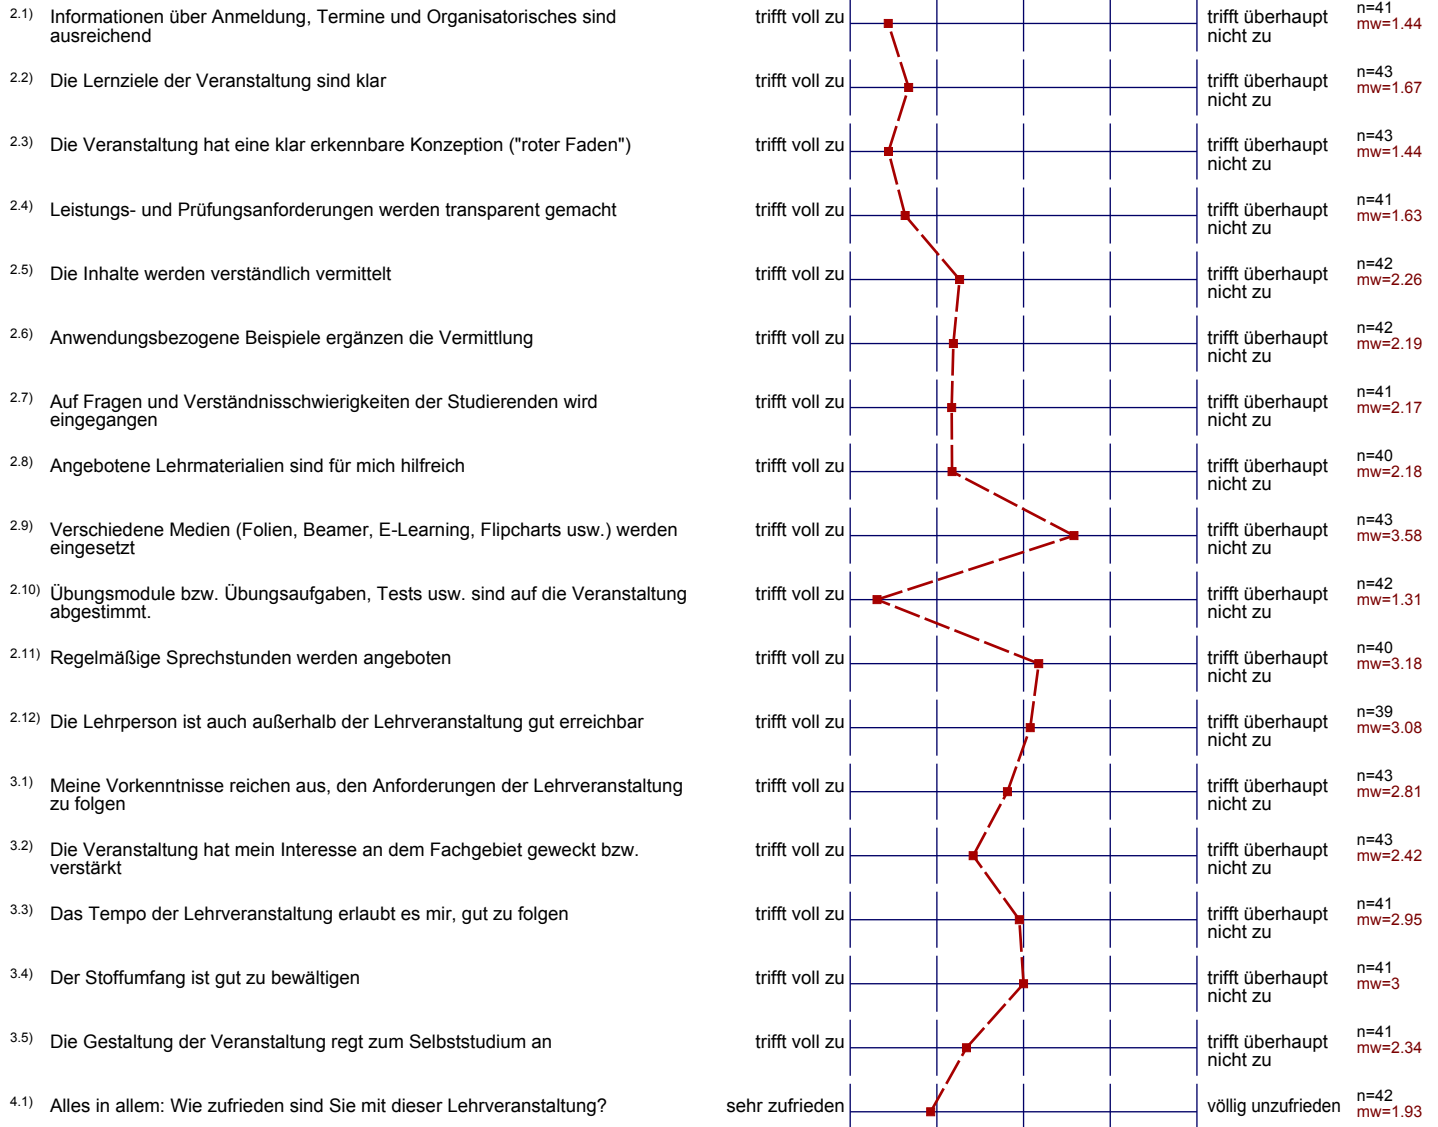 2.1) Informationen über Anmeldung, Termine und Organisatorisches sind trifft voll zu trifft überhaupt n=41
ausreichend nicht zu mw=1.44
2.2) Die Lernziele der Veranstaltung sind klar trifft voll zu trifft überhaupt n=43
nicht zu mw=1.67
2.3) Die Veranstaltung hat eine klar erkennbare Konzeption ("roter Faden") trifft voll zu trifft überhaupt n=43
nicht zu mw=1.44
2.4) Leistungs- und Prüfungsanforderungen werden transparent gemacht trifft voll zu trifft überhaupt n=41
nicht zu mw=1.63
2.5) Die Inhalte werden verständlich vermittelt trifft voll zu trifft überhaupt n=42
nicht zu mw=2.26
2.6) Anwendungsbezogene Beispiele ergänzen die Vermittlung trifft voll zu trifft überhaupt n=42
nicht zu mw=2.19
2.7) Auf Fragen und Verständnisschwierigkeiten der Studierenden wird trifft voll zu trifft überhaupt n=41
eingegangen nicht zu mw=2.17
2.8) Angebotene Lehrmaterialien sind für mich hilfreich trifft voll zu trifft überhaupt n=40
nicht zu mw=2.18
2.9) Verschiedene Medien (Folien, Beamer, E-Learning, Flipcharts usw.) werden trifft voll zu trifft überhaupt n=43
eingesetzt nicht zu mw=3.58
2.10) Übungsmodule bzw. Übungsaufgaben, Tests usw. sind auf die Veranstaltung trifft voll zu trifft überhaupt n=42
abgestimmt. nicht zu mw=1.31
2.11) Regelmäßige Sprechstunden werden angeboten trifft voll zu trifft überhaupt n=40
nicht zu mw=3.18
2.12) Die Lehrperson ist auch außerhalb der Lehrveranstaltung gut erreichbar trifft voll zu trifft überhaupt n=39
nicht zu mw=3.08
3.1) Meine Vorkenntnisse reichen aus, den Anforderungen der Lehrveranstaltung trifft voll zu trifft überhaupt n=43
zu folgen nicht zu mw=2.81
3.2) Die Veranstaltung hat mein Interesse an dem Fachgebiet geweckt bzw. trifft voll zu trifft überhaupt n=43
verstärkt nicht zu mw=2.42
3.3) Das Tempo der Lehrveranstaltung erlaubt es mir, gut zu folgen trifft voll zu trifft überhaupt n=41
nicht zu mw=2.95
3.4) Der Stoffumfang ist gut zu bewältigen trifft voll zu trifft überhaupt n=41
nicht zu mw=3
3.5) Die Gestaltung der Veranstaltung regt zum Selbststudium an trifft voll zu trifft überhaupt n=41
nicht zu mw=2.34
4.1) Alles in allem: Wie zufrieden sind Sie mit dieser Lehrveranstaltung? sehr zufrieden völlig unzufrieden n=42
mw=1.93